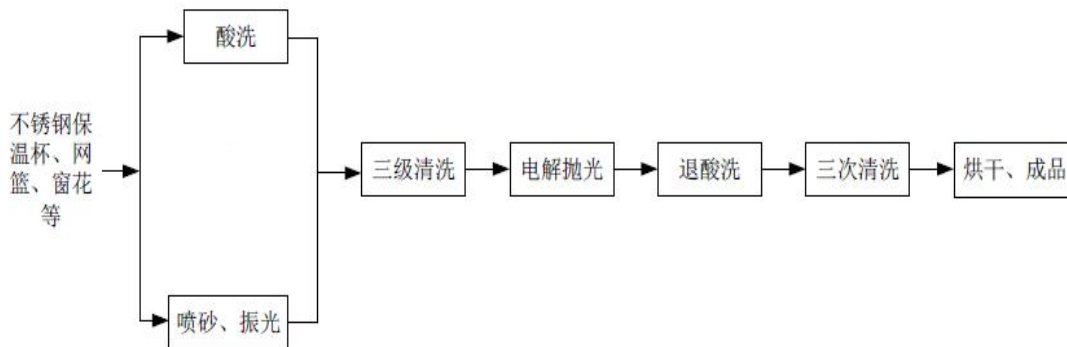 酸洗
不锈钢保
温杯、网
篮、窗花
等
三级清洗
电解抛光
退酸洗
三次清洗
烘干、成品
喷砂、振光